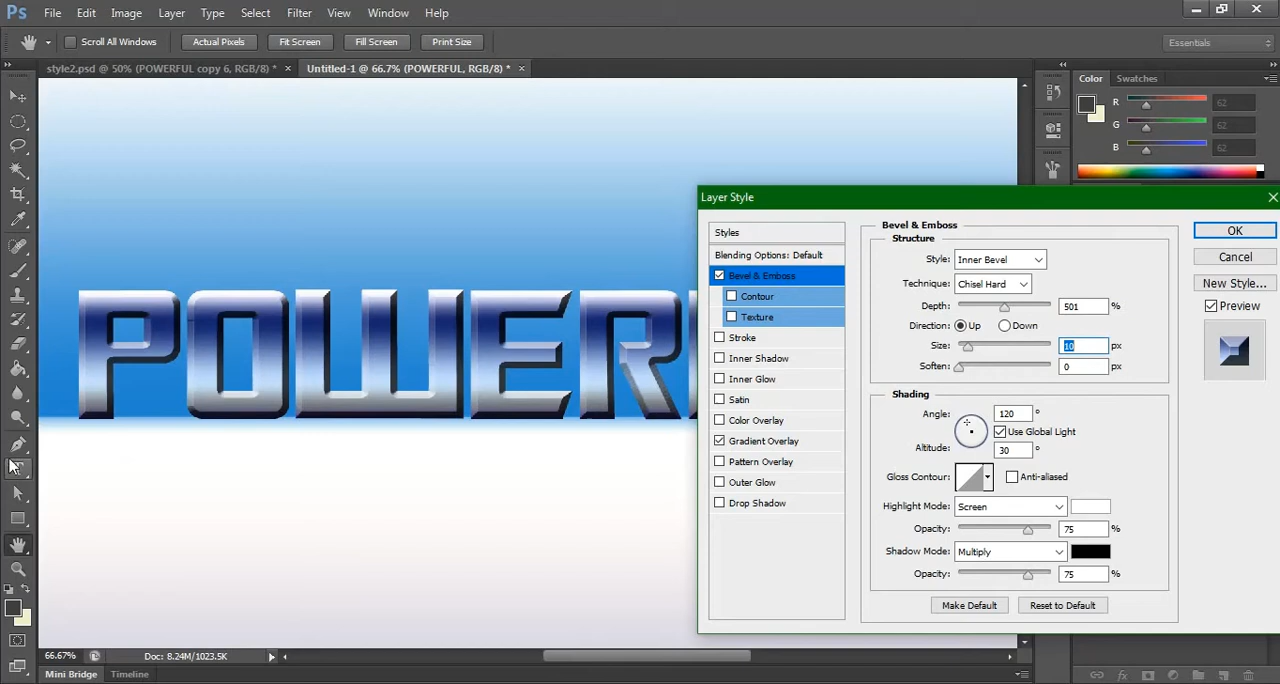 Ps File Edit Image Layer Type Select Filter View Window Help
Scroll All Windows Actual Pixels Fit Screen Fill Screen Print Size Essentials
style2.psd @ 50% (POWERFUL copy 6, RGB/8) * × Untitled-1 @ 66.7% (POWERFUL, RGB/8) * ×
Color Swatches
R 62
G 62
B 62
POWER
Layer Style
Styles
Blending Options: Default
Bevel & Emboss
Contour
Texture
Stroke
Inner Shadow
Inner Glow
Satin
Color Overlay
Gradient Overlay
Pattern Overlay
Outer Glow
Drop Shadow
Bevel & Emboss
Structure
Style: Inner Bevel
Technique: Chisel Hard
Depth: 501 %
Direction: Up Down
Size: 10 px
Soften: 0 px
Shading
Angle: 120 °
Use Global Light
Altitude: 30 °
Gloss Contour: Anti-aliased
Highlight Mode: Screen
Opacity: 75 %
Shadow Mode: Multiply
Opacity: 75 %
Make Default Reset to Default
OK
Cancel
New Style...
Preview
66.67% Doc: 8.24M/1023.5K
Mini Bridge Timeline
fx